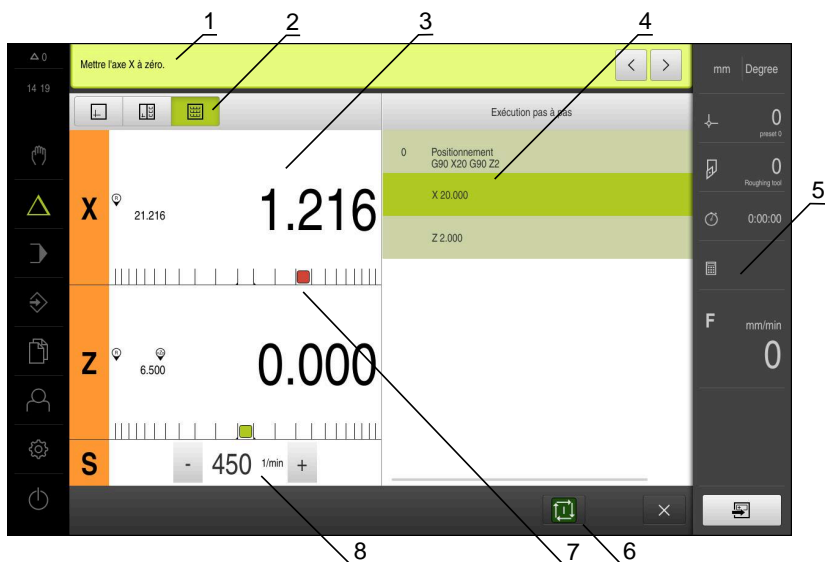 1
2
3
4
0
14 19
Mettre l'axe X à zéro.
< >
mm Degree
Exécution pas à pas
0
preset 0
0
Roughing tool
0:00:00
5
F mm/min
0
X
R
21.216
1.216
0 Positionnement
G90 X20 G90 Z2
X 20.000
Z 2.000
Z
R
6.500
0.000
S
- 450 1/min +
8
7
6